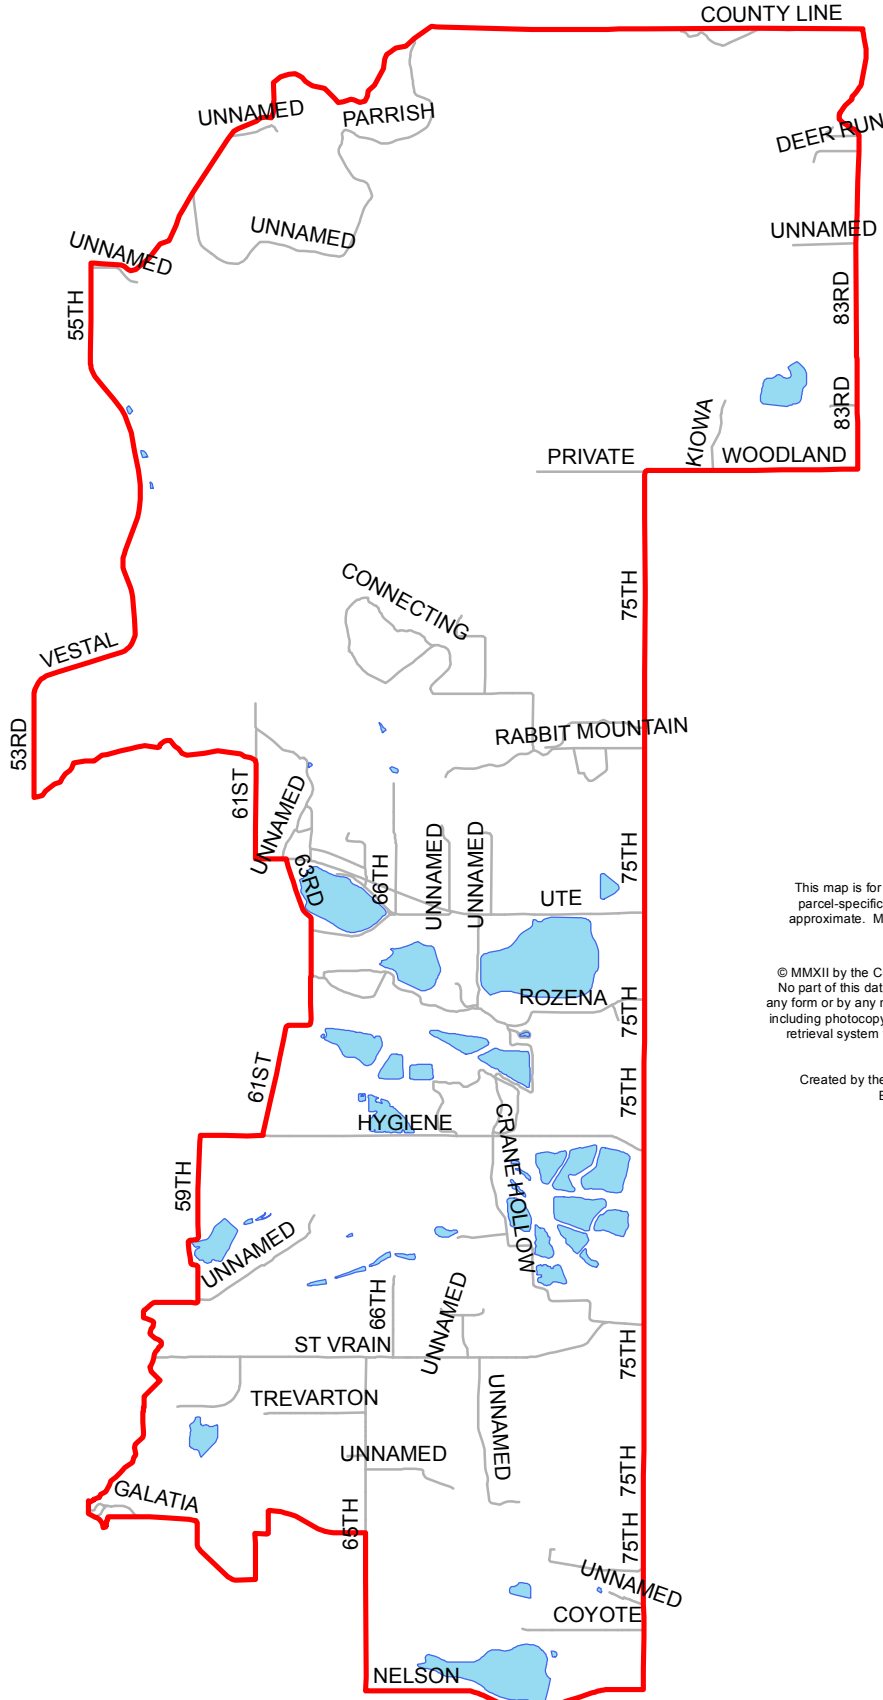 COUNTY LINE
UNNAMED
PARRISH
DEER RUN
UNNAMED
UNNAMED
UNNAMED
55TH
83RD
83RD
KIOWA
PRIVATE
WOODLAND
CONNECTING
75TH
VESTAL
53RD
RABBIT MOUNTAIN
61ST
UNNAMED
63RD
66TH
UNNAMED
UNNAMED
75TH
UTE
This map is for
parcel-specific
approximate. M
© MMXII by the C
No part of this dat
any form or by any r
including photocopy
retrieval system
Created by the
B
ROZENA
75TH
61ST
75TH
HYGIENE
CRANE HOLLOW
59TH
UNNAMED
66TH
UNNAMED
ST VRAIN
75TH
TREVARTON
UNNAMED
UNNAMED
75TH
GALATIA
65TH
75TH
UNNAMED
COYOTE
NELSON